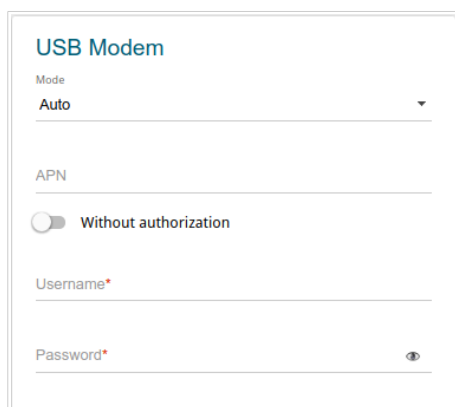 USB Modem
Mode
Auto
APN
Without authorization
Username*
Password*